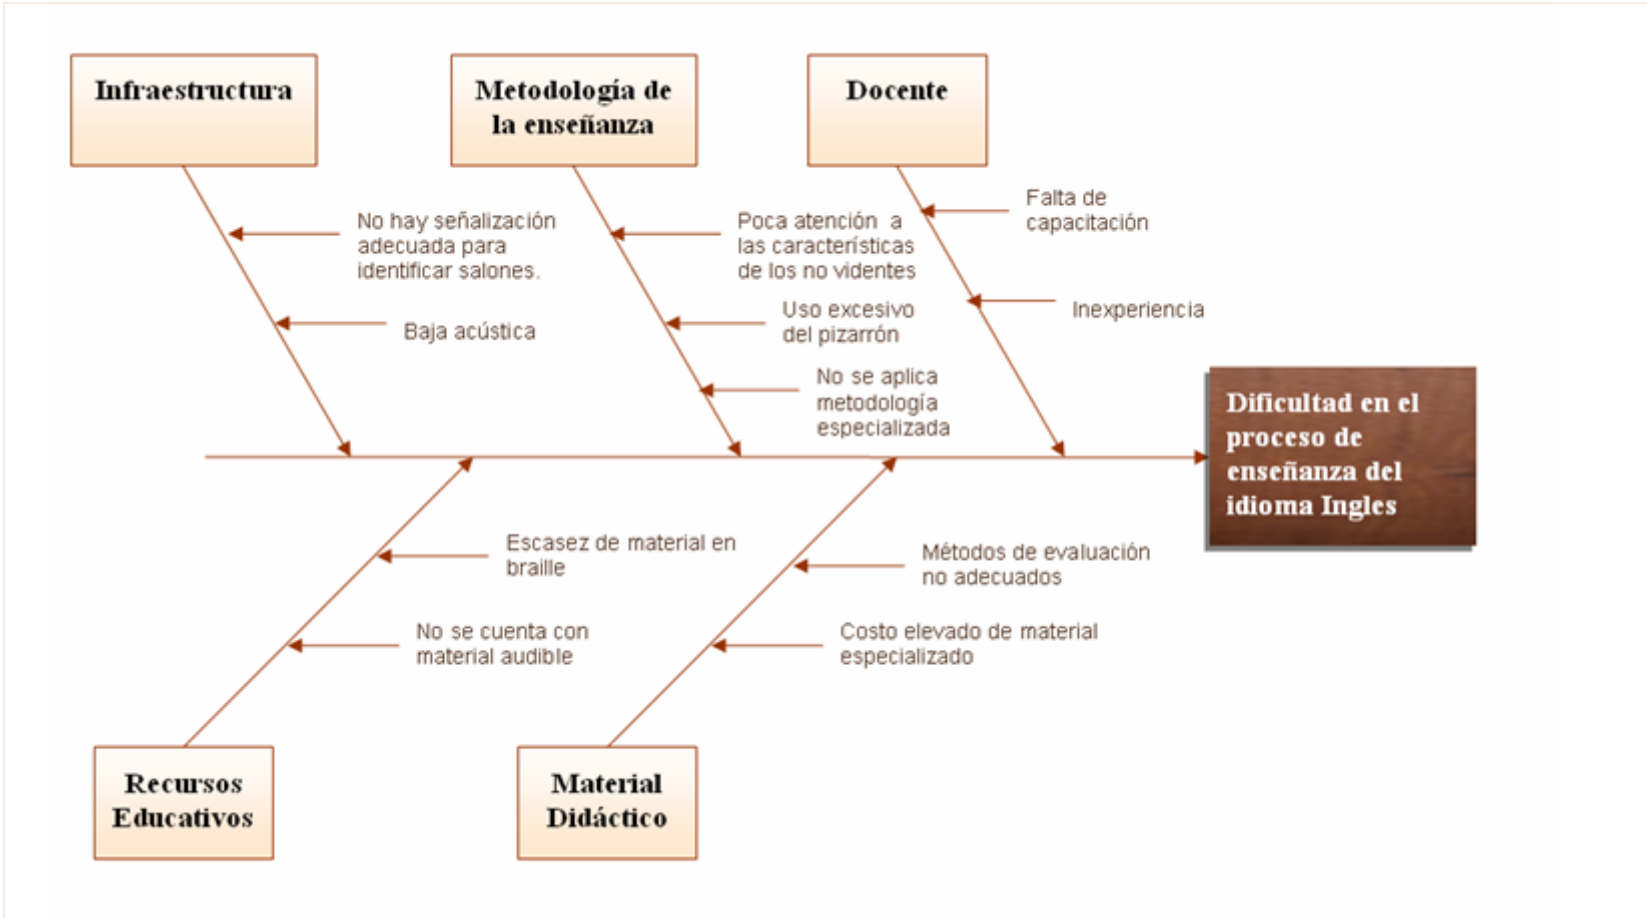 Infraestructura
Metodología de
la enseñanza
Docente
No hay señalización
adecuada para
identificar salones.
Baja acústica
Poca atención a
las características
de los no videntes
Uso excesivo
del pizarrón
No se aplica
metodología
especializada
Falta de
capacitación
Inexperiencia
Dificultad en el
proceso de
enseñanza del
idioma Ingles
Escasez de material en
braille
No se cuenta con
material audible
Métodos de evaluación
no adecuados
Costo elevado de material
especializado
Recursos
Educativos
Material
Didáctico